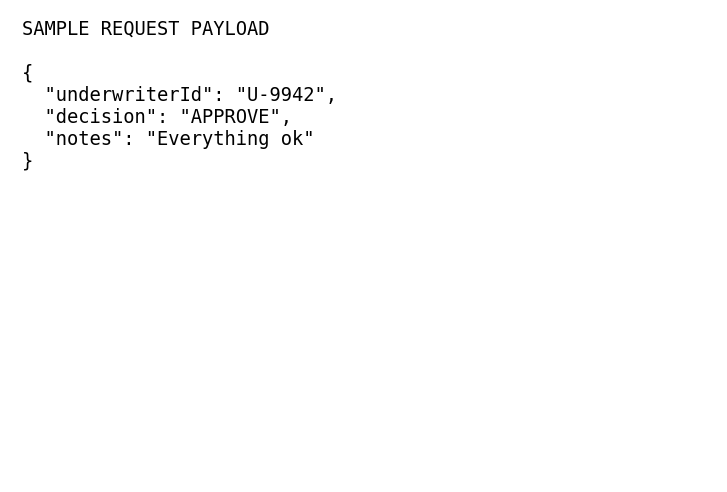 SAMPLE REQUEST PAYLOAD
{
  "underwriterId": "U-9942",
  "decision": "APPROVE",
  "notes": "Everything ok"
}